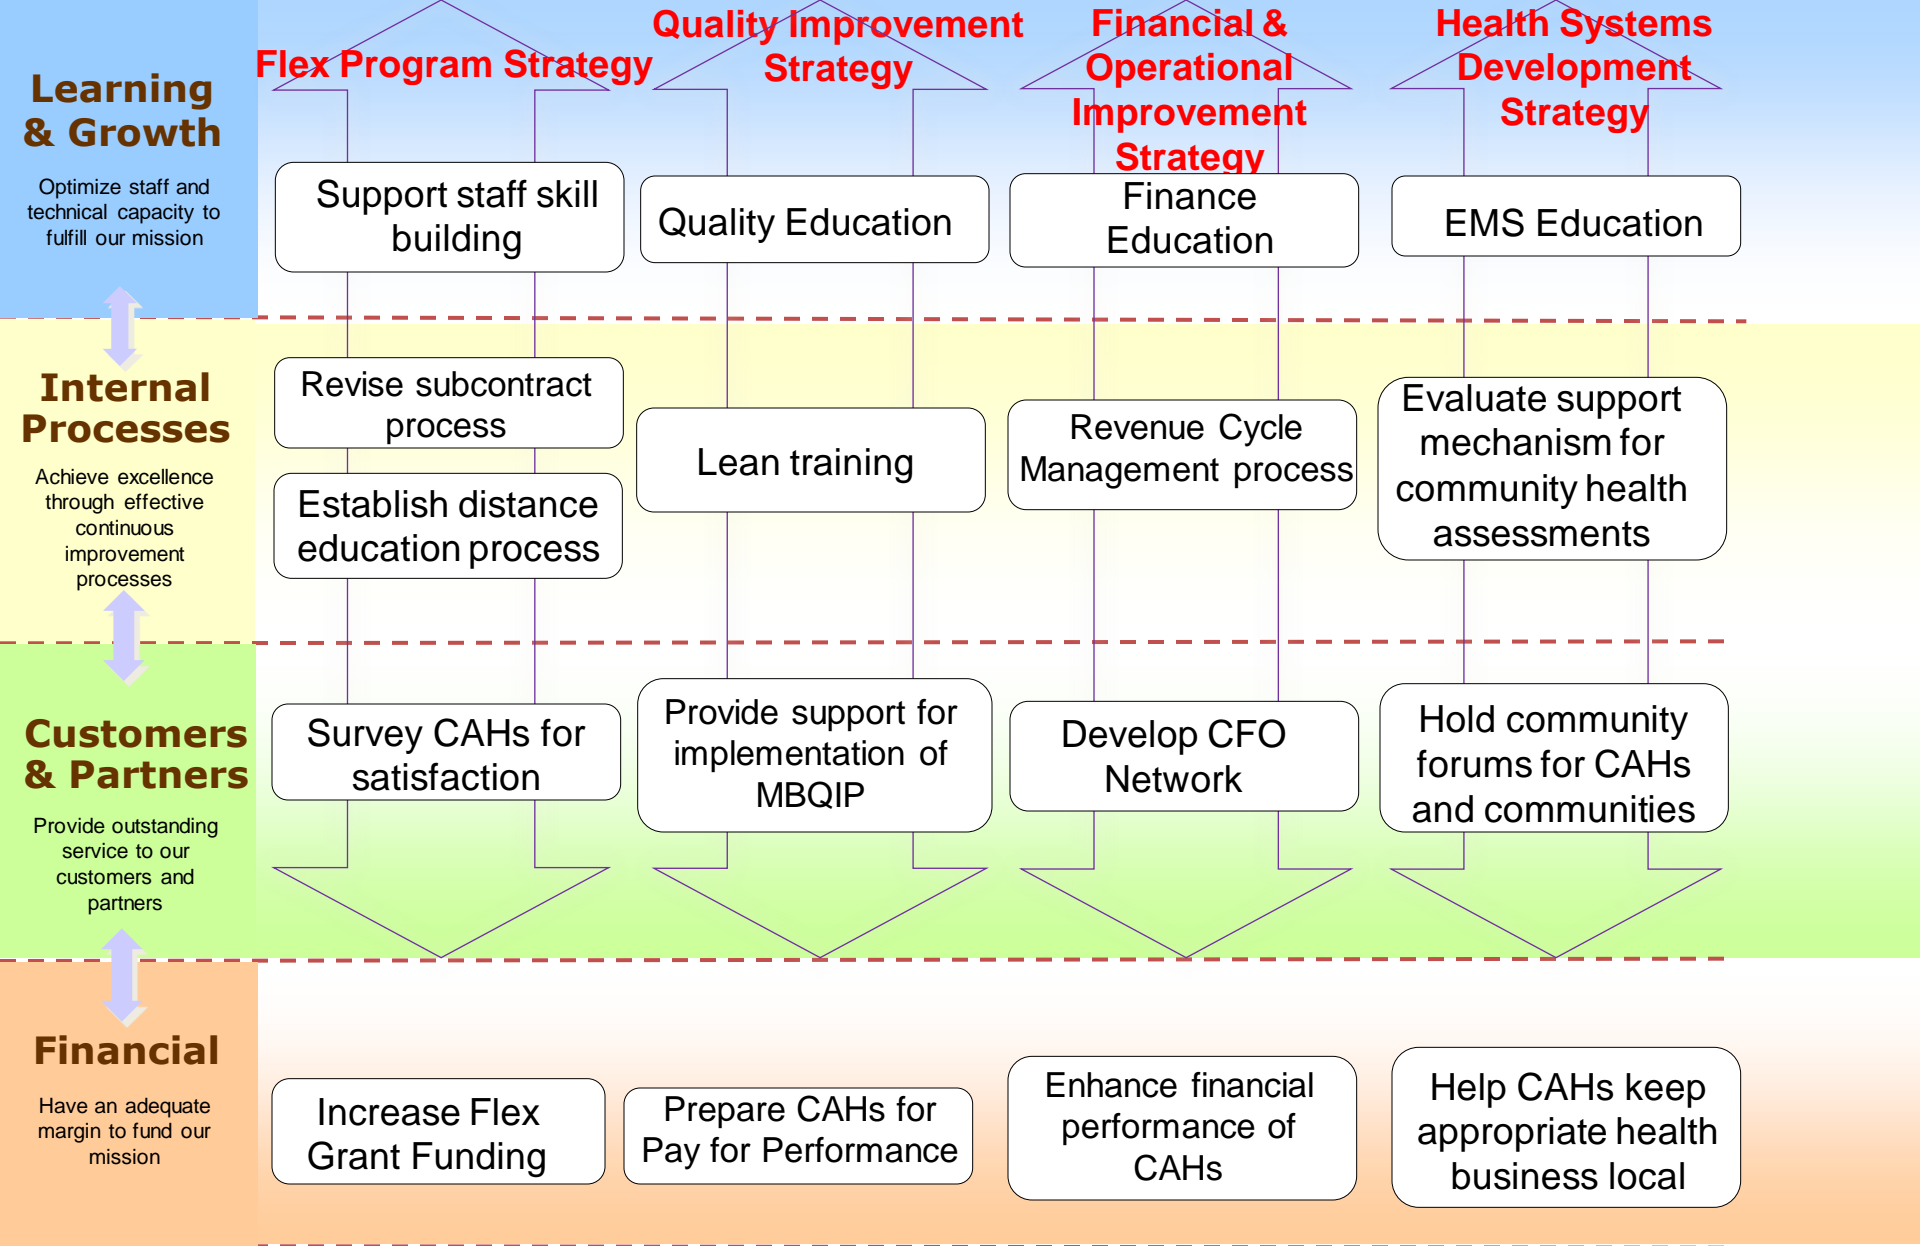 Flex Program Strategy
Quality Improvement
Strategy
Financial &
Operational
Improvement
Strategy
Health Systems
Development
Strategy
Learning
& Growth
Optimize staff and
technical capacity to
fulfill our mission
Support staff skill
building
Quality Education
Finance
Education
EMS Education
Internal
Processes
Achieve excellence
through effective
continuous
improvement
processes
Revise subcontract
process
Establish distance
education process
Lean training
Revenue Cycle
Management process
Evaluate support
mechanism for
community health
assessments
Customers
& Partners
Provide outstanding
service to our
customers and
partners
Survey CAHs for
satisfaction
Provide support for
implementation of
MBQIP
Develop CFO
Network
Hold community
forums for CAHs
and communities
Financial
Have an adequate
margin to fund our
mission
Increase Flex
Grant Funding
Prepare CAHs for
Pay for Performance
Enhance financial
performance of
CAHs
Help CAHs keep
appropriate health
business local